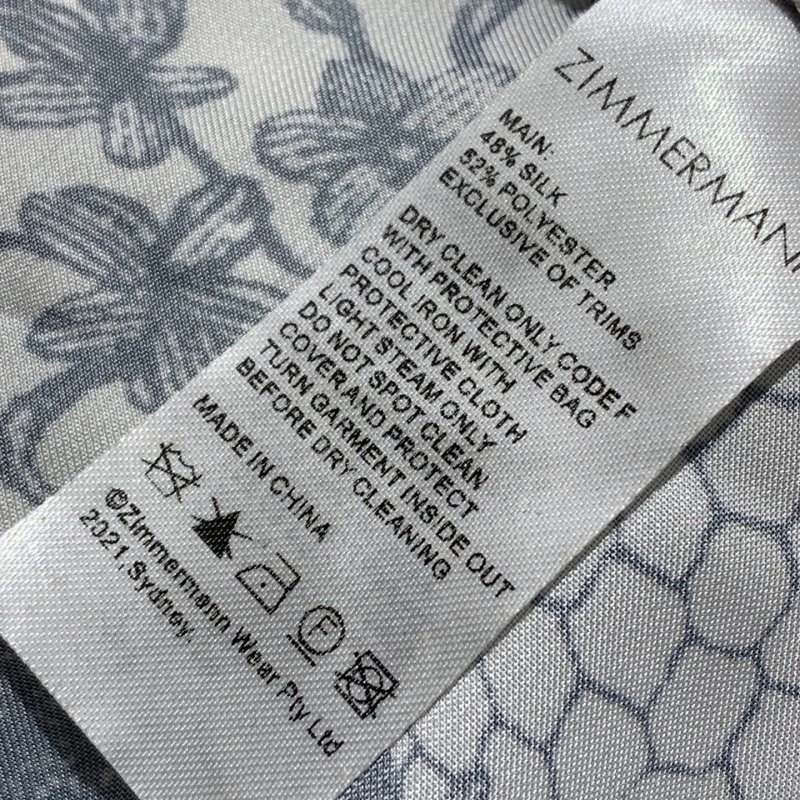 ZIMMERMANN
MAIN:
48% SILK
52% POLYESTER
EXCLUSIVE OF TRIMS
DRY CLEAN ONLY CODE F
WITH PROTECTIVE BAG
COOL IRON WITH
PROTECTIVE CLOTH
LIGHT STEAM ONLY
DO NOT SPOT CLEAN
COVER AND PROTECT
TURN GARMENT INSIDE OUT
BEFORE DRY CLEANING
MADE IN CHINA
F
©Zimmermann Wear Pty Ltd
2021, Sydney